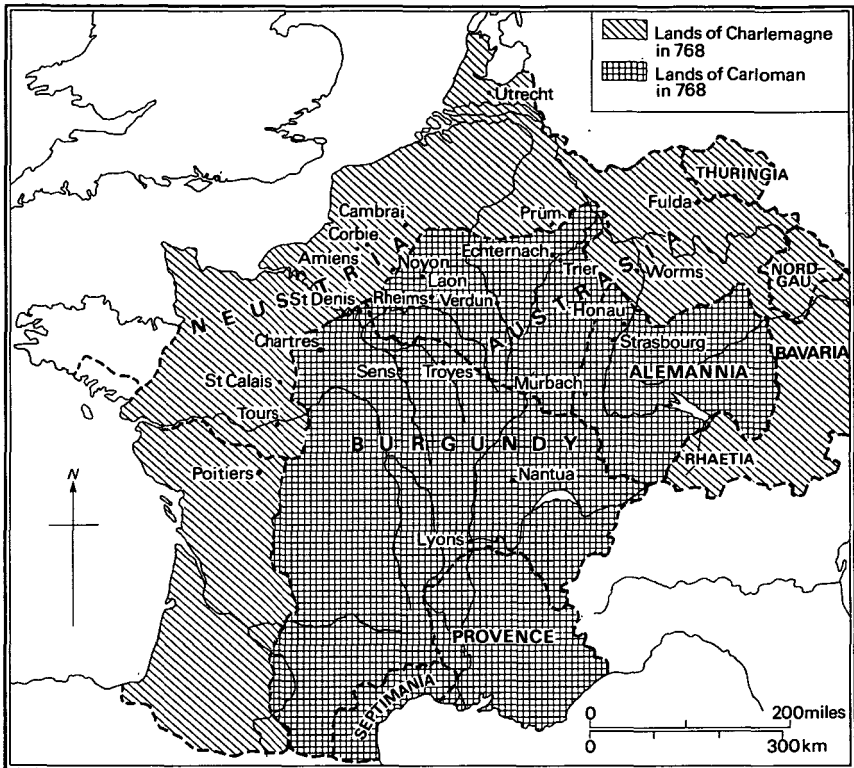 Lands of Charlemagne
in 768
Lands of Carloman
in 768
Utrecht
THURINGIA
Fulda
Cambrai
Corbie
Prüm
Amiens
Noyon
Echternach
Trier
Worms
NORD-
GAU
Laon
NEUSTRIA
St Denis
Rheims
Verdun
AUSTRASIA
Honau
Chartres
Strasbourg
BAVARIA
Sens
Troyes
ALEMANNIA
St Calais
Murbach
Tours
BURGUNDY
RHAETIA
Poitiers
Nantua
N
Lyons
PROVENCE
SEPTIMANIA
0 200miles
0 300km